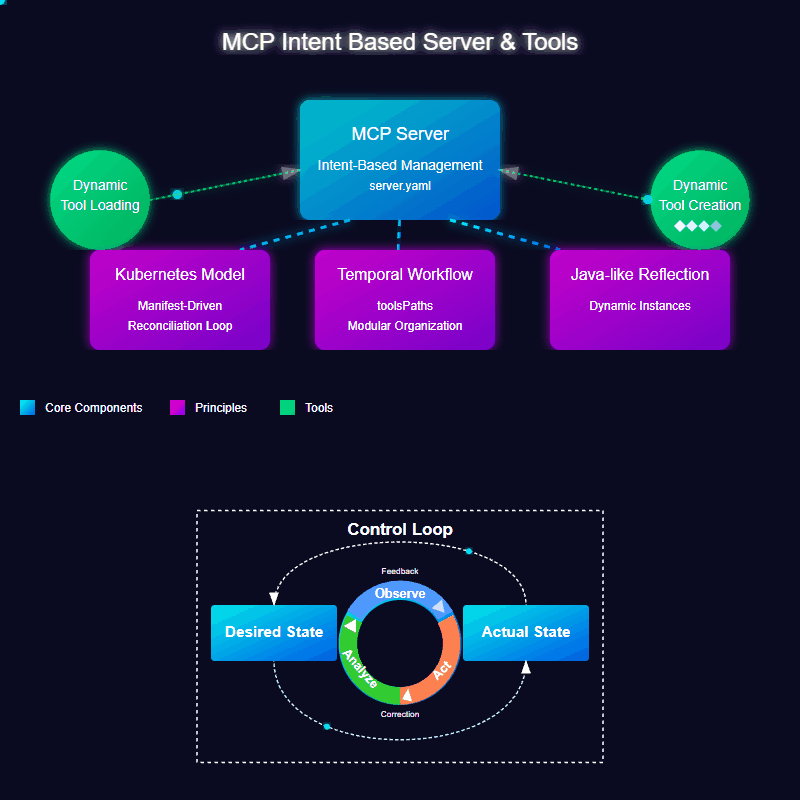 MCP Intent Based Server & Tools
MCP Server
Intent-Based Management
server.yaml
Dynamic
Tool Loading
Dynamic
Tool Creation
Kubernetes Model
Manifest-Driven
Reconciliation Loop
Temporal Workflow
toolsPaths
Modular Organization
Java-like Reflection
Dynamic Instances
Core Components
Principles
Tools
Control Loop
Feedback
Observe
Desired State
Actual State
Analyze
Act
Correction